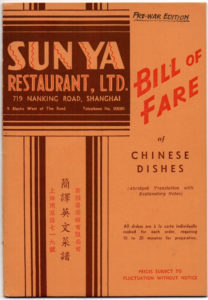 PRE-WAR EDITION
SUN YA
RESTAURANT, LTD.
719 NANKING ROAD, SHANGHAI
Telephone No.
BILL OF
FARE
of
CHINESE
DISHES
(Abridged Translation with
Explanatory Notes)
All dishes are à la carte individually
cooked for each order, requiring
15 to 20 minutes for preparation.
簡譯英文菜譜
PRICES SUBJECT TO
FLUCTUATION WITHOUT NOTICE